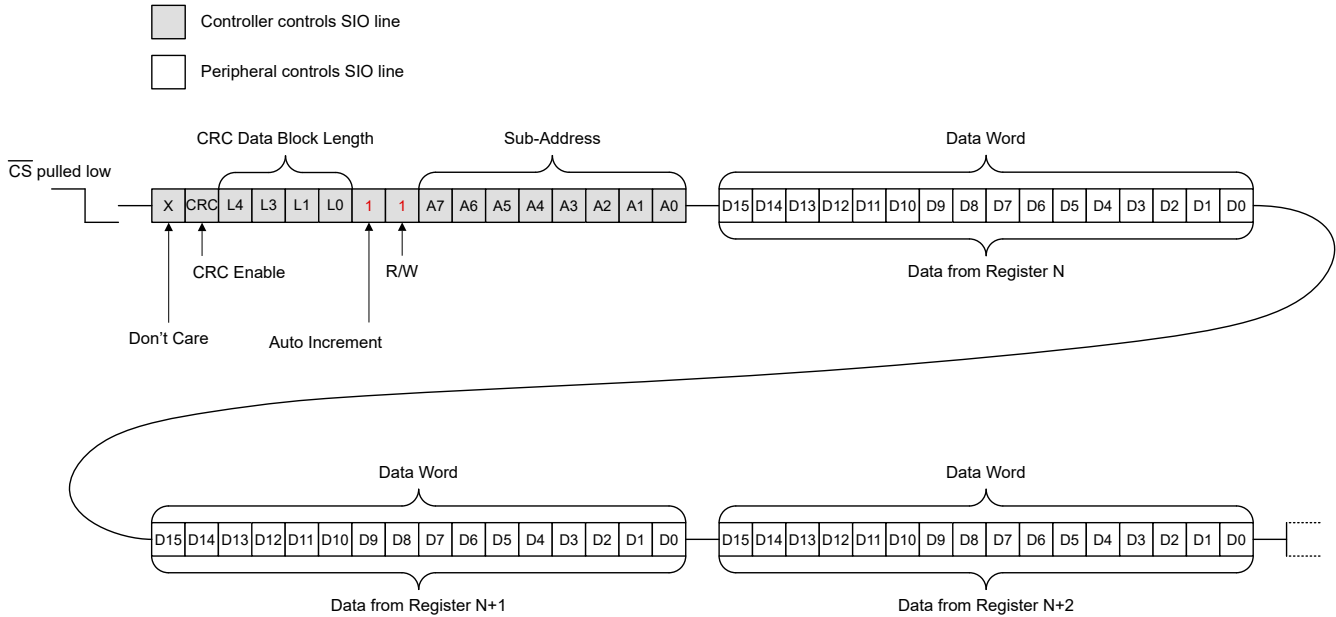 Controller controls SIO line
Peripheral controls SIO line
CRC Data Block Length
Sub-Address
Data Word
CS pulled low
X CRC L4 L3 L1 L0 1 1 A7 A6 A5 A4 A3 A2 A1 A0 D15 D14 D13 D12 D11 D10 D9 D8 D7 D6 D5 D4 D3 D2 D1 D0
CRC Enable
R/W
Data from Register N
Don't Care
Auto Increment
Data Word
Data Word
D15 D14 D13 D12 D11 D10 D9 D8 D7 D6 D5 D4 D3 D2 D1 D0 D15 D14 D13 D12 D11 D10 D9 D8 D7 D6 D5 D4 D3 D2 D1 D0
Data from Register N+1
Data from Register N+2